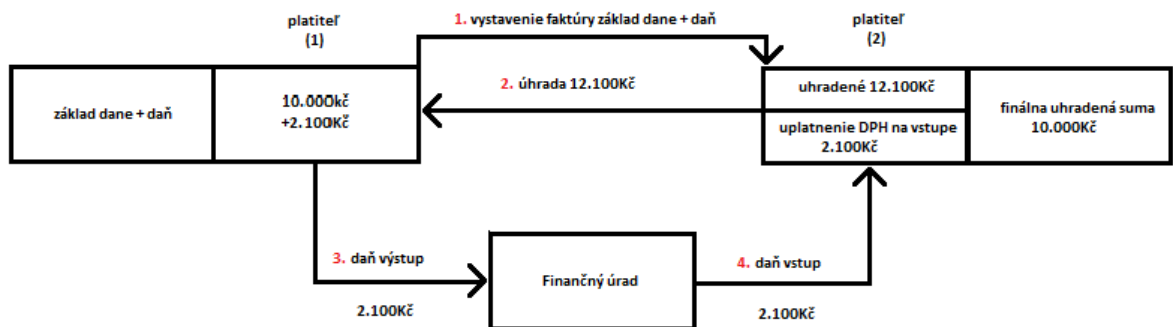 platiteľ
(1)
1. vystavenie faktúry základ dane + daň
platiteľ
(2)
základ dane + daň
10.000kč
+2.100Kč
2. úhrada 12.100Kč
uhradené 12.100Kč
uplatnenie DPH na vstupe
2.100Kč
finálna uhradená suma
10.000Kč
3. daň výstup
2.100Kč
Finančný úrad
4. daň vstup
2.100Kč